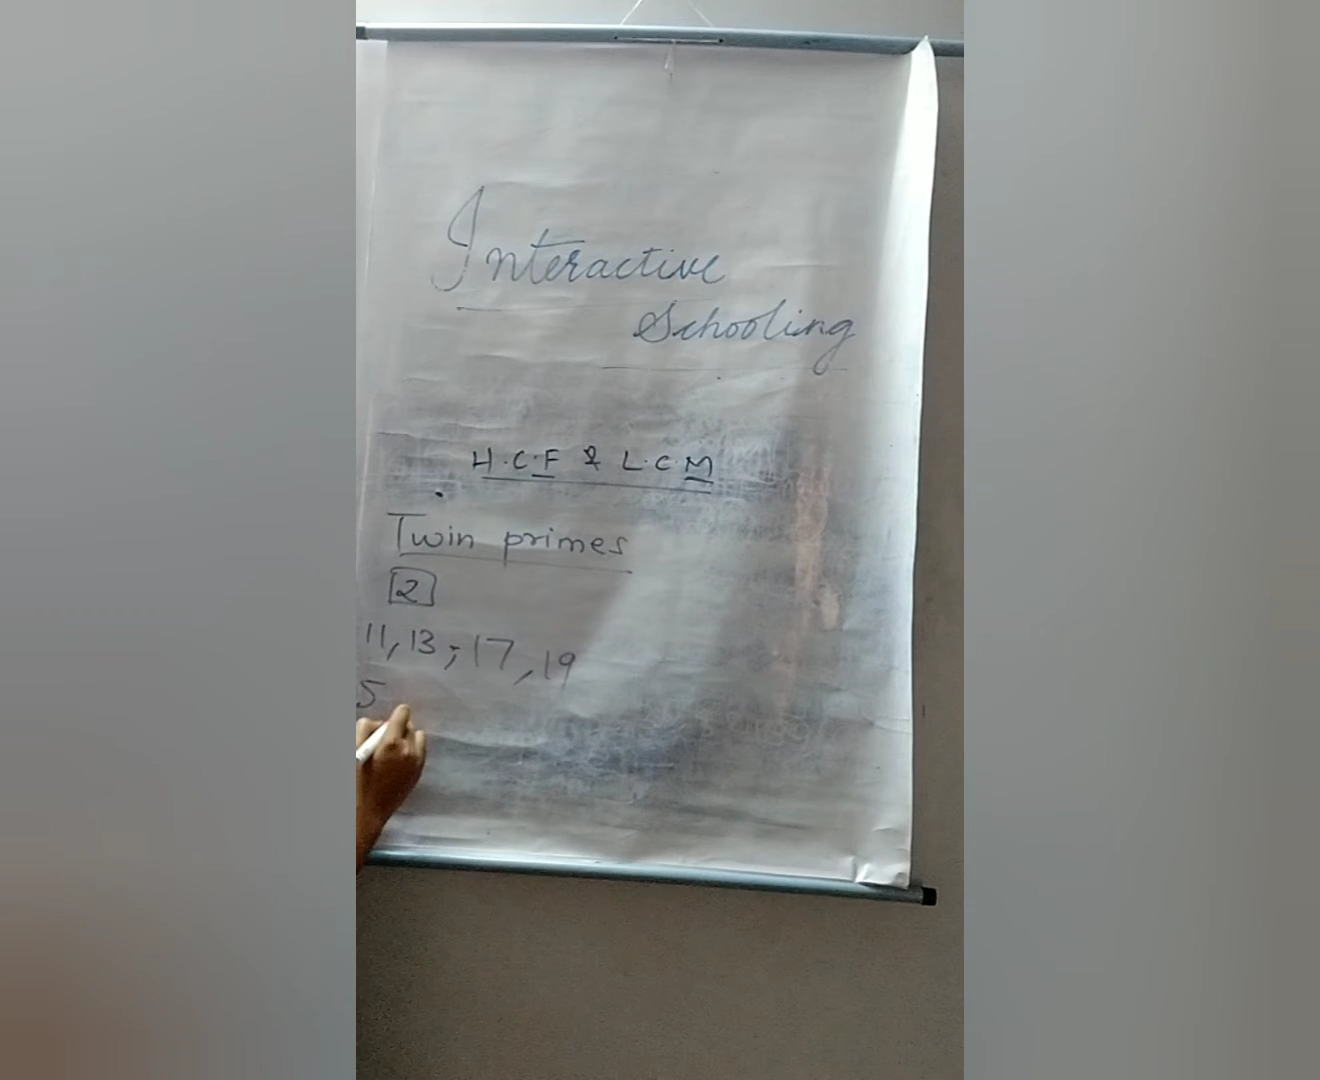 Interactive
Schooling
H.C.F & L.C.M
Twin primes
2
11, 13; 17, 19
5